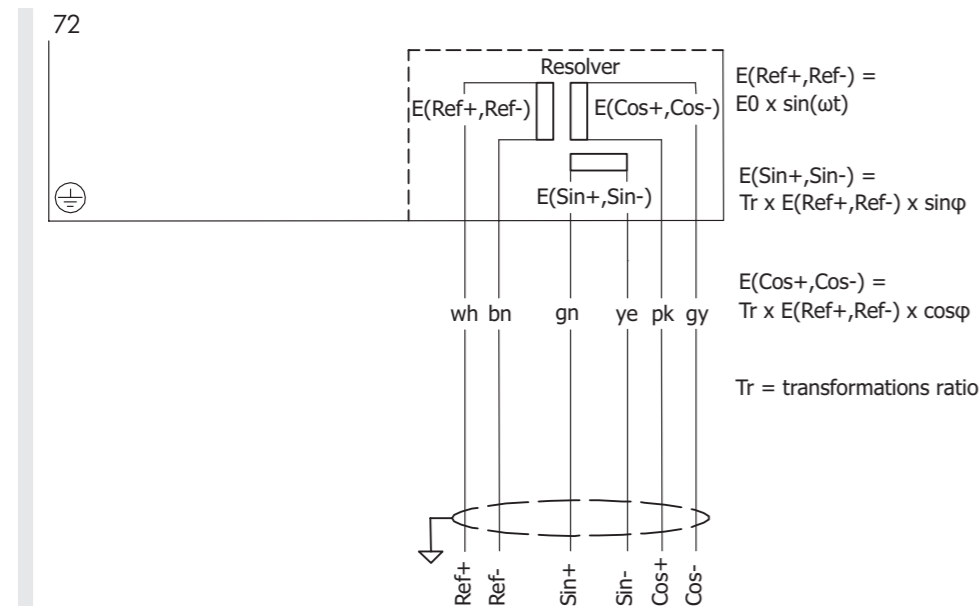 72
Resolver
E(Ref+,Ref-)
E(Cos+,Cos-)
E(Sin+,Sin-)
E(Ref+,Ref-) =
E0 x sin(ωt)
E(Sin+,Sin-) =
Tr x E(Ref+,Ref-) x sinφ
E(Cos+,Cos-) =
Tr x E(Ref+,Ref-) x cosφ
Tr = transformations ratio
wh bn gn ye pk gy
Ref+
Ref-
Sin+
Sin-
Cos+
Cos-